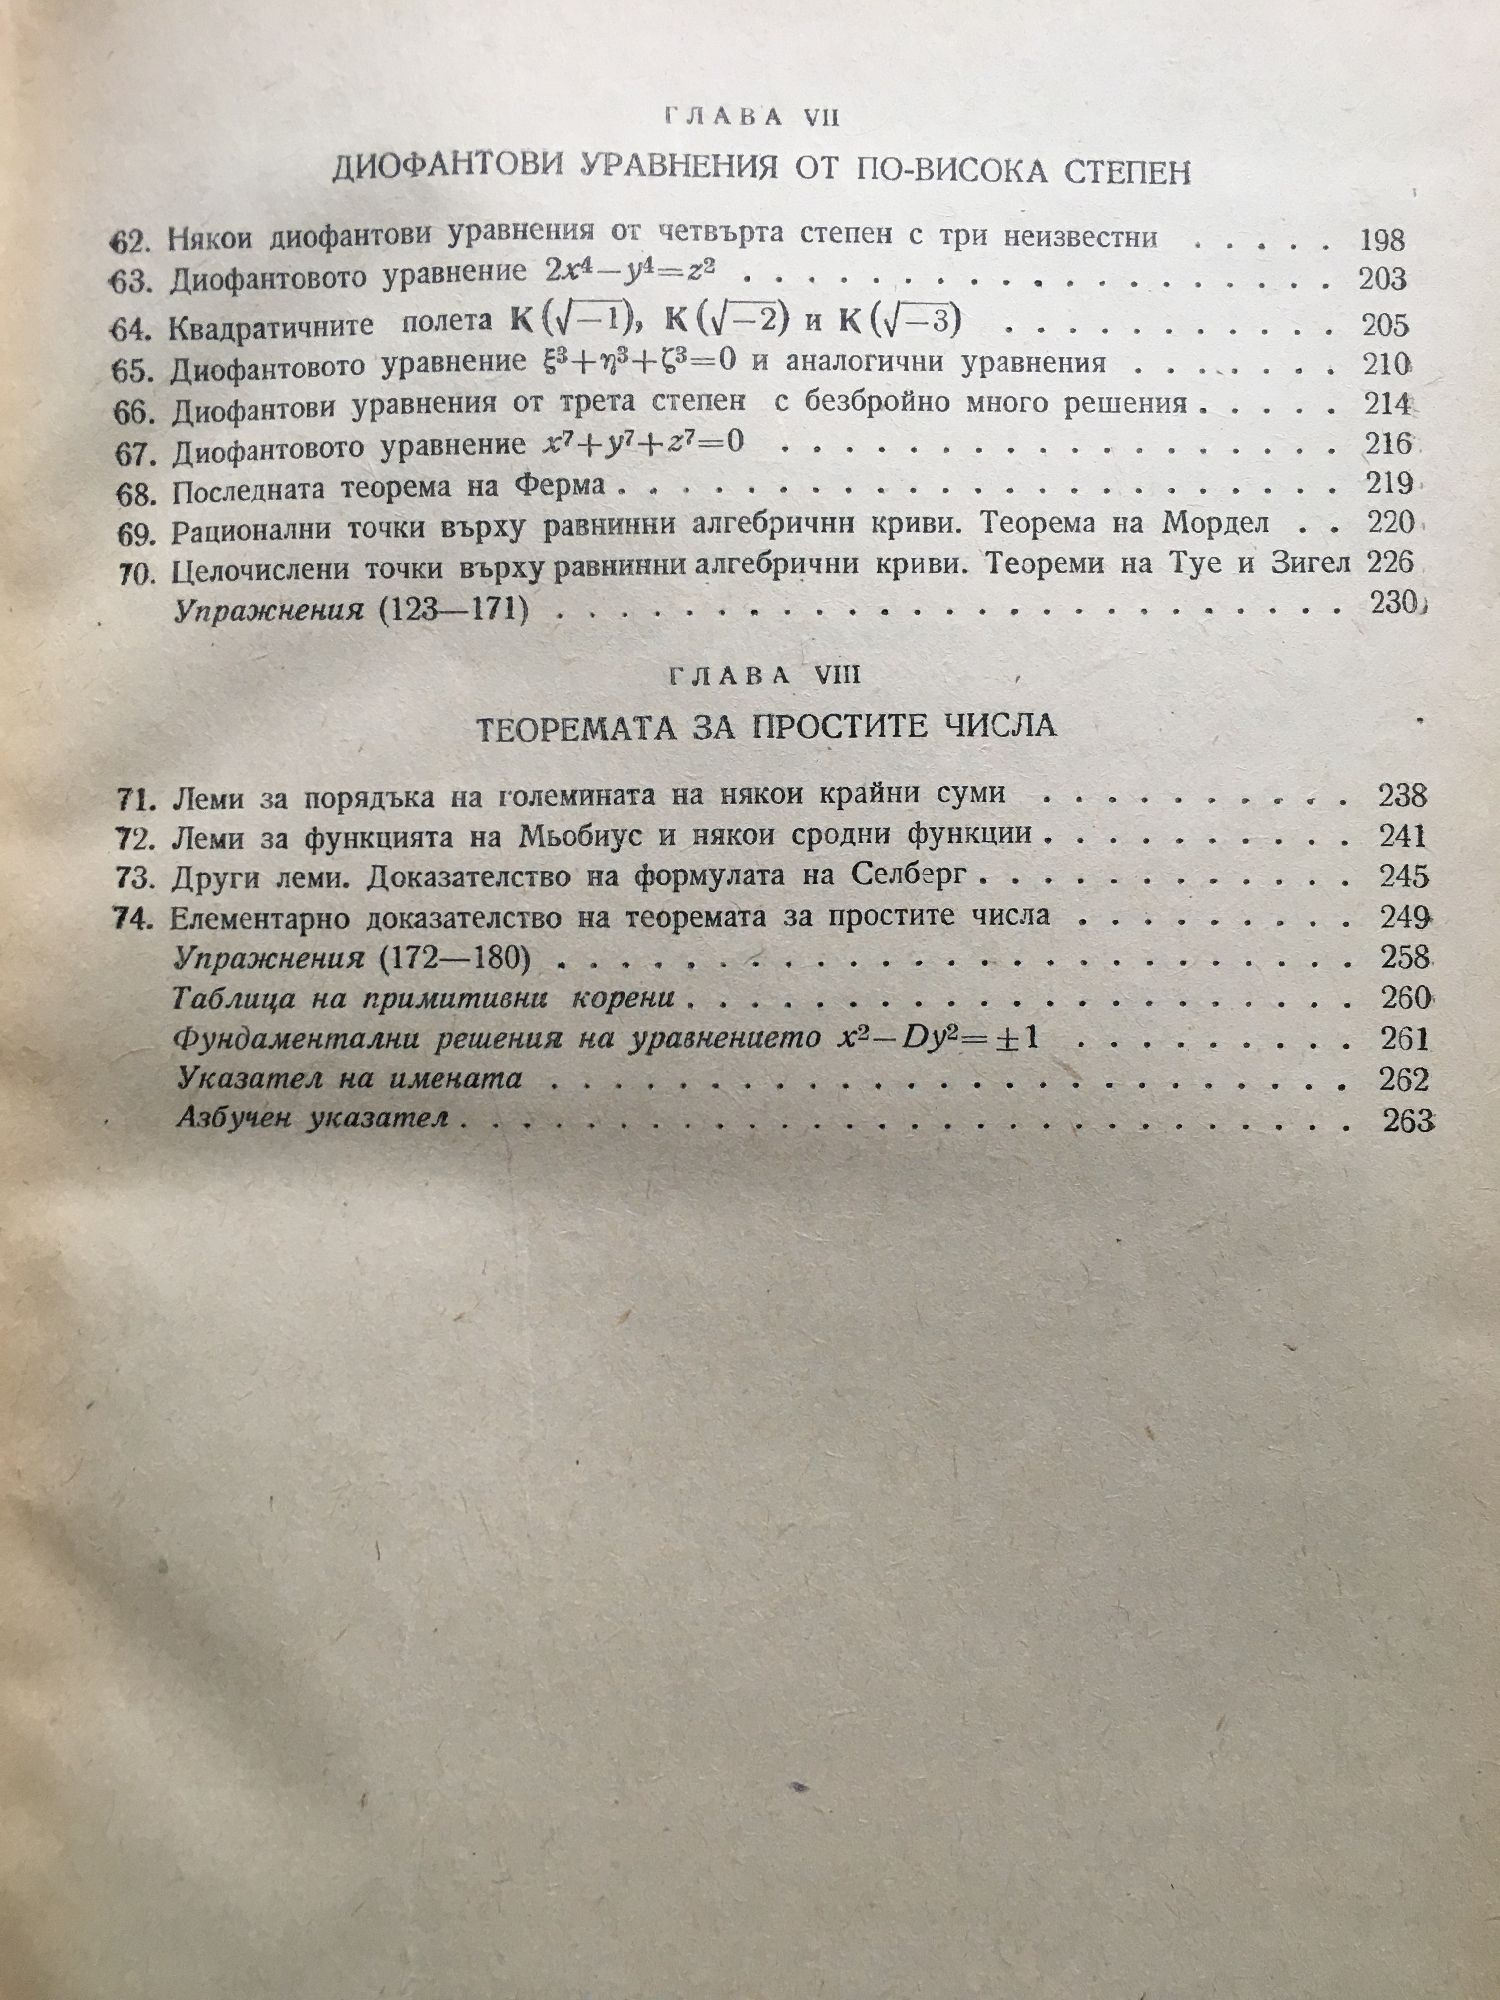 ГЛАВА VII
ДИОФАНТОВИ УРАВНЕНИЯ ОТ ПО-ВИСОКА СТЕПЕН
62. Някои диофантови уравнения от четвърта степен с три неизвестни . . . . . 198
63. Диофантовото уравнение 2x⁴—y⁴=z² . . . . . . . . . . . . . . . . . . . 203
64. Квадратичните полета K(√—1), K(√—2) и K(√—3) . . . . . . . . . . . 205
65. Диофантовото уравнение ξ³+η³+ζ³=0 и аналогични уравнения . . . . . . . 210
66. Диофантови уравнения от трета степен с безбройно много решения . . . . . 214
67. Диофантовото уравнение x⁷+y⁷+z⁷=0 . . . . . . . . . . . . . . . . . . 216
68. Последната теорема на Ферма . . . . . . . . . . . . . . . . . . . . . . . 219
69. Рационални точки върху равнинни алгебрични криви. Теорема на Мордел . . 220
70. Целочислени точки върху равнинни алгебрични криви. Теореми на Туе и Зигел 226
Упражнения (123—171) . . . . . . . . . . . . . . . . . . . . . . . . . 230
ГЛАВА VIII
ТЕОРЕМАТА ЗА ПРОСТИТЕ ЧИСЛА
71. Леми за порядъка на големината на някои крайни суми . . . . . . . . . . 238
72. Леми за функцията на Мьобиус и някои сродни функции . . . . . . . . . . 241
73. Други леми. Доказателство на формулата на Селберг . . . . . . . . . . . . 245
74. Елементарно доказателство на теоремата за простите числа . . . . . . . . . 249
Упражнения (172—180) . . . . . . . . . . . . . . . . . . . . . . . . . 258
Таблица на примитивни корени . . . . . . . . . . . . . . . . . . . . . 260
Фундаментални решения на уравнението x²—Dy²=±1 . . . . . . . . . 261
Указател на имената . . . . . . . . . . . . . . . . . . . . . . . . . 262
Азбучен указател . . . . . . . . . . . . . . . . . . . . . . . . . . . . 263